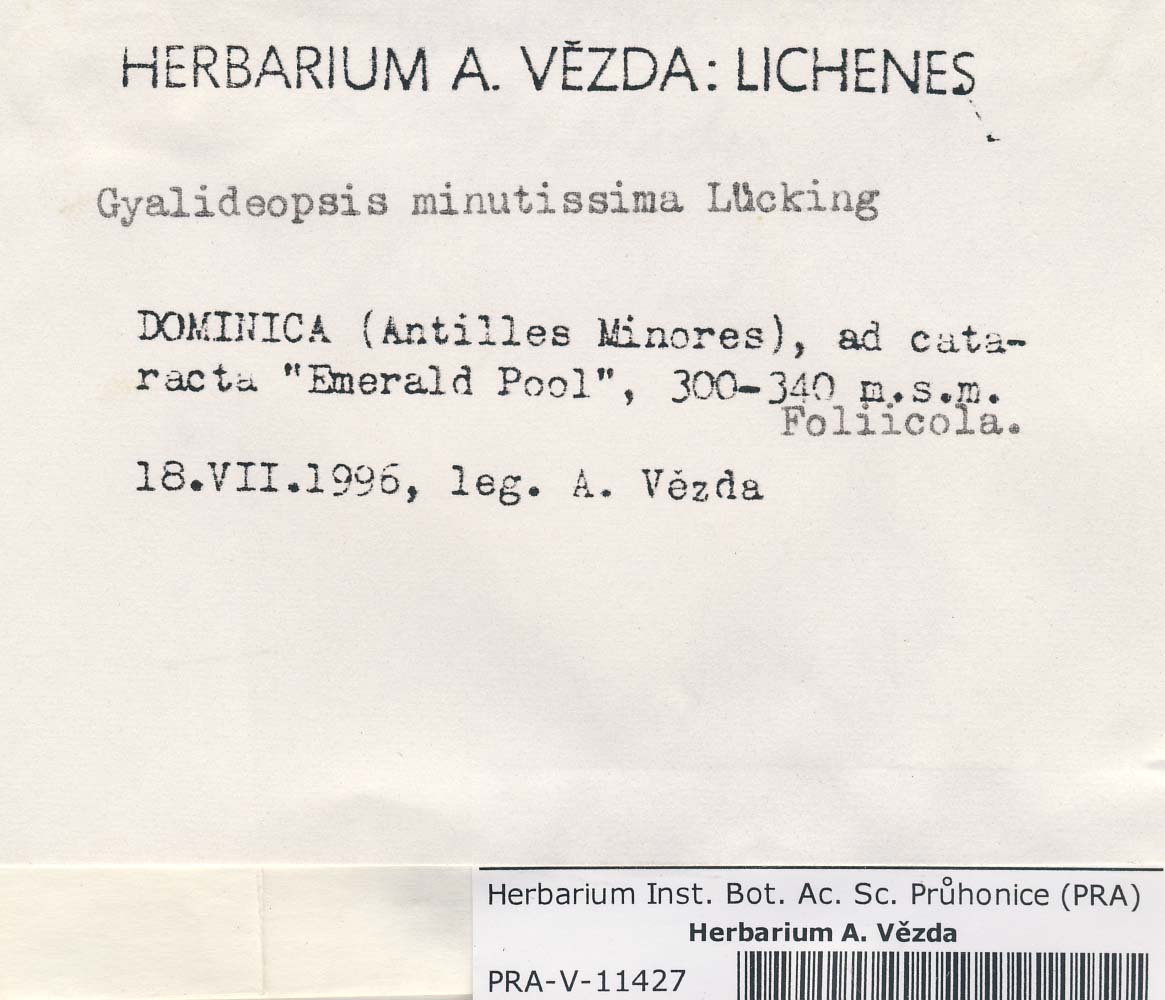 HERBARIUM A. VĚZDA: LICHENES
Gyalideopsis minutissima Lücking
DOMINICA (Antilles Minores), ad cata-
racta "Emerald Pool", 300-340 m.s.m.
Foliicola.
18.VII.1996, leg. A. Vězda
Herbarium Inst. Bot. Ac. Sc. Průhonice (PRA)
Herbarium A. Vězda
PRA-V-11427